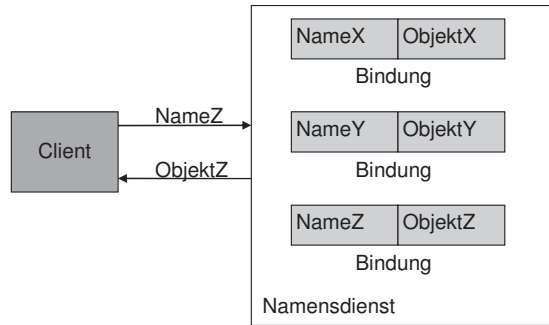 NameX ObjektX
Bindung
NameZ
NameY ObjektY
Client
Bindung
ObjektZ
NameZ ObjektZ
Bindung
Namensdienst